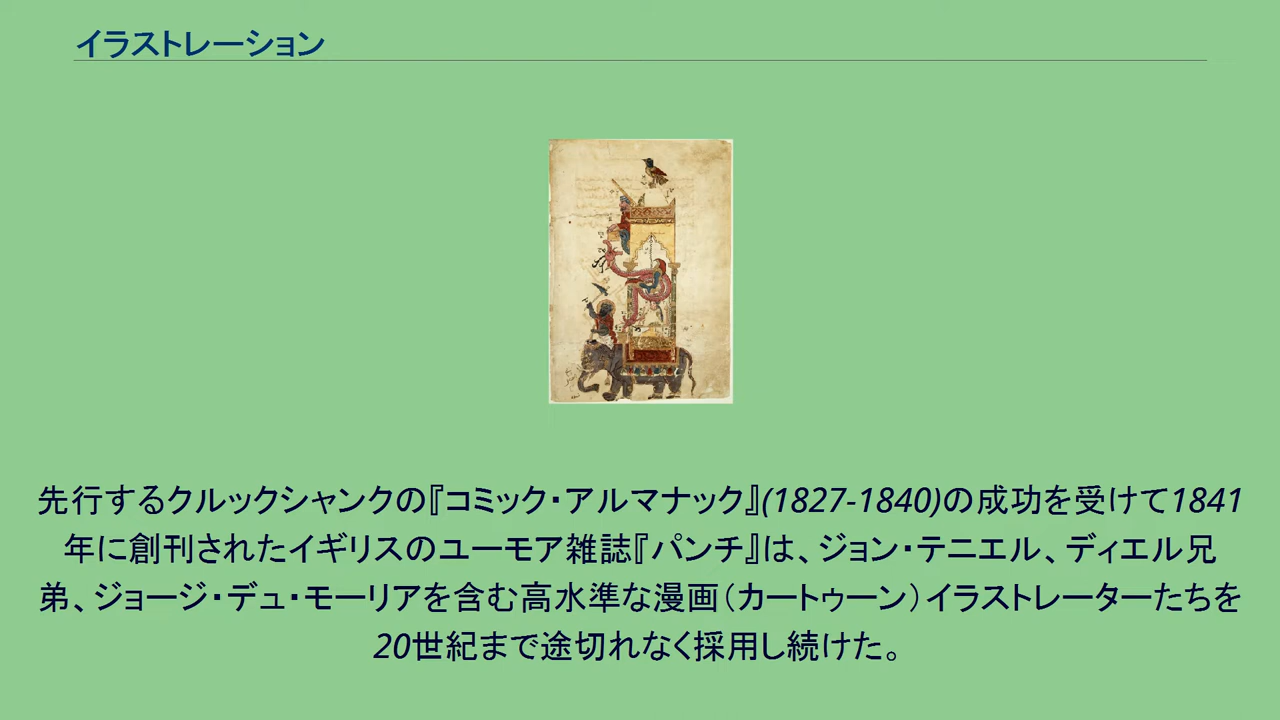 イラストレーション
先行するクルックシャンクの『コミック・アルマナック』(1827-1840)の成功を受けて1841
年に創刊されたイギリスのユーモア雑誌『パンチ』は、ジョン・テニエル、ディエル兄
弟、ジョージ・デュ・モーリアを含む高水準な漫画（カートゥーン）イラストレーターたちを
20世紀まで途切れなく採用し続けた。